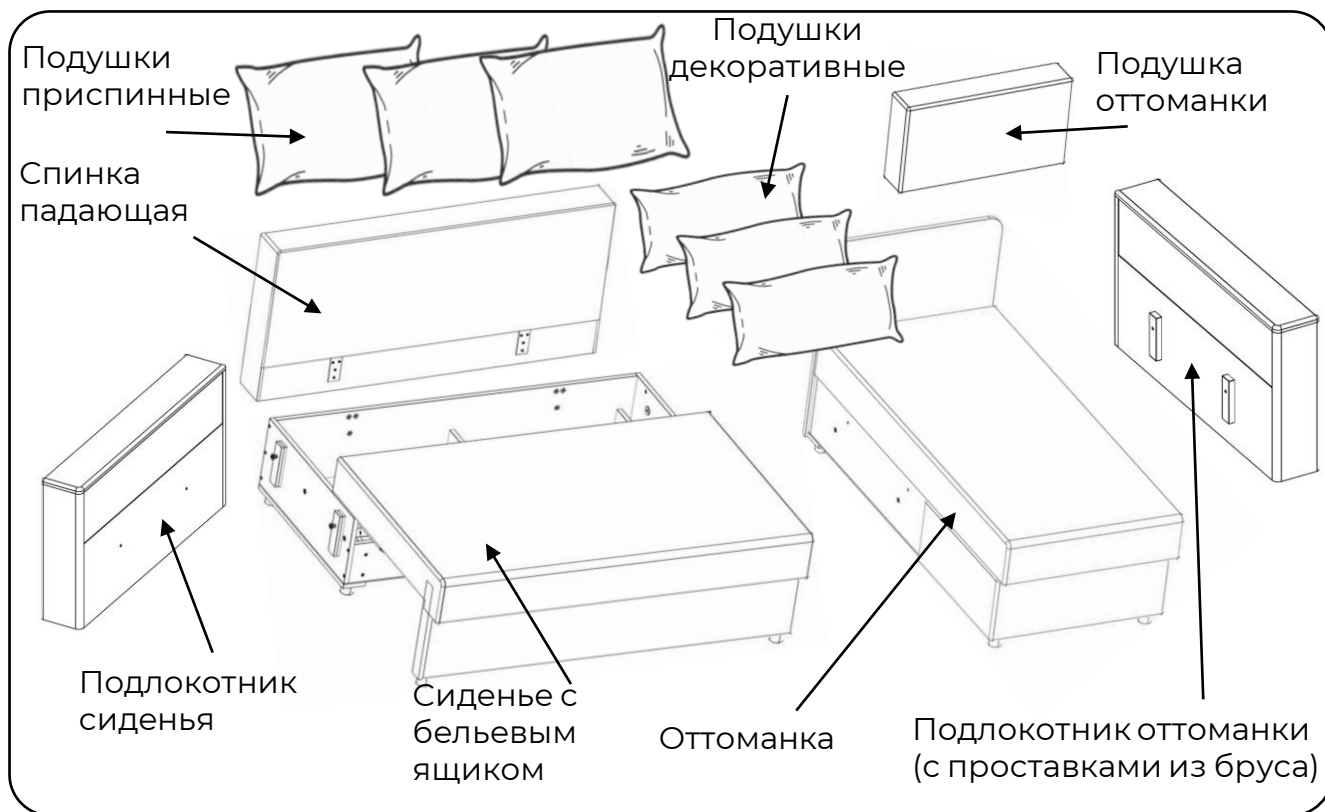 Подушки
приспинные
Подушки
декоративные
Подушка
оттоманки
Спинка
падающая
Подлокотник
сиденья
Сиденье с
бельевым
ящиком
Оттоманка
Подлокотник оттоманки
(с проставками из бруса)